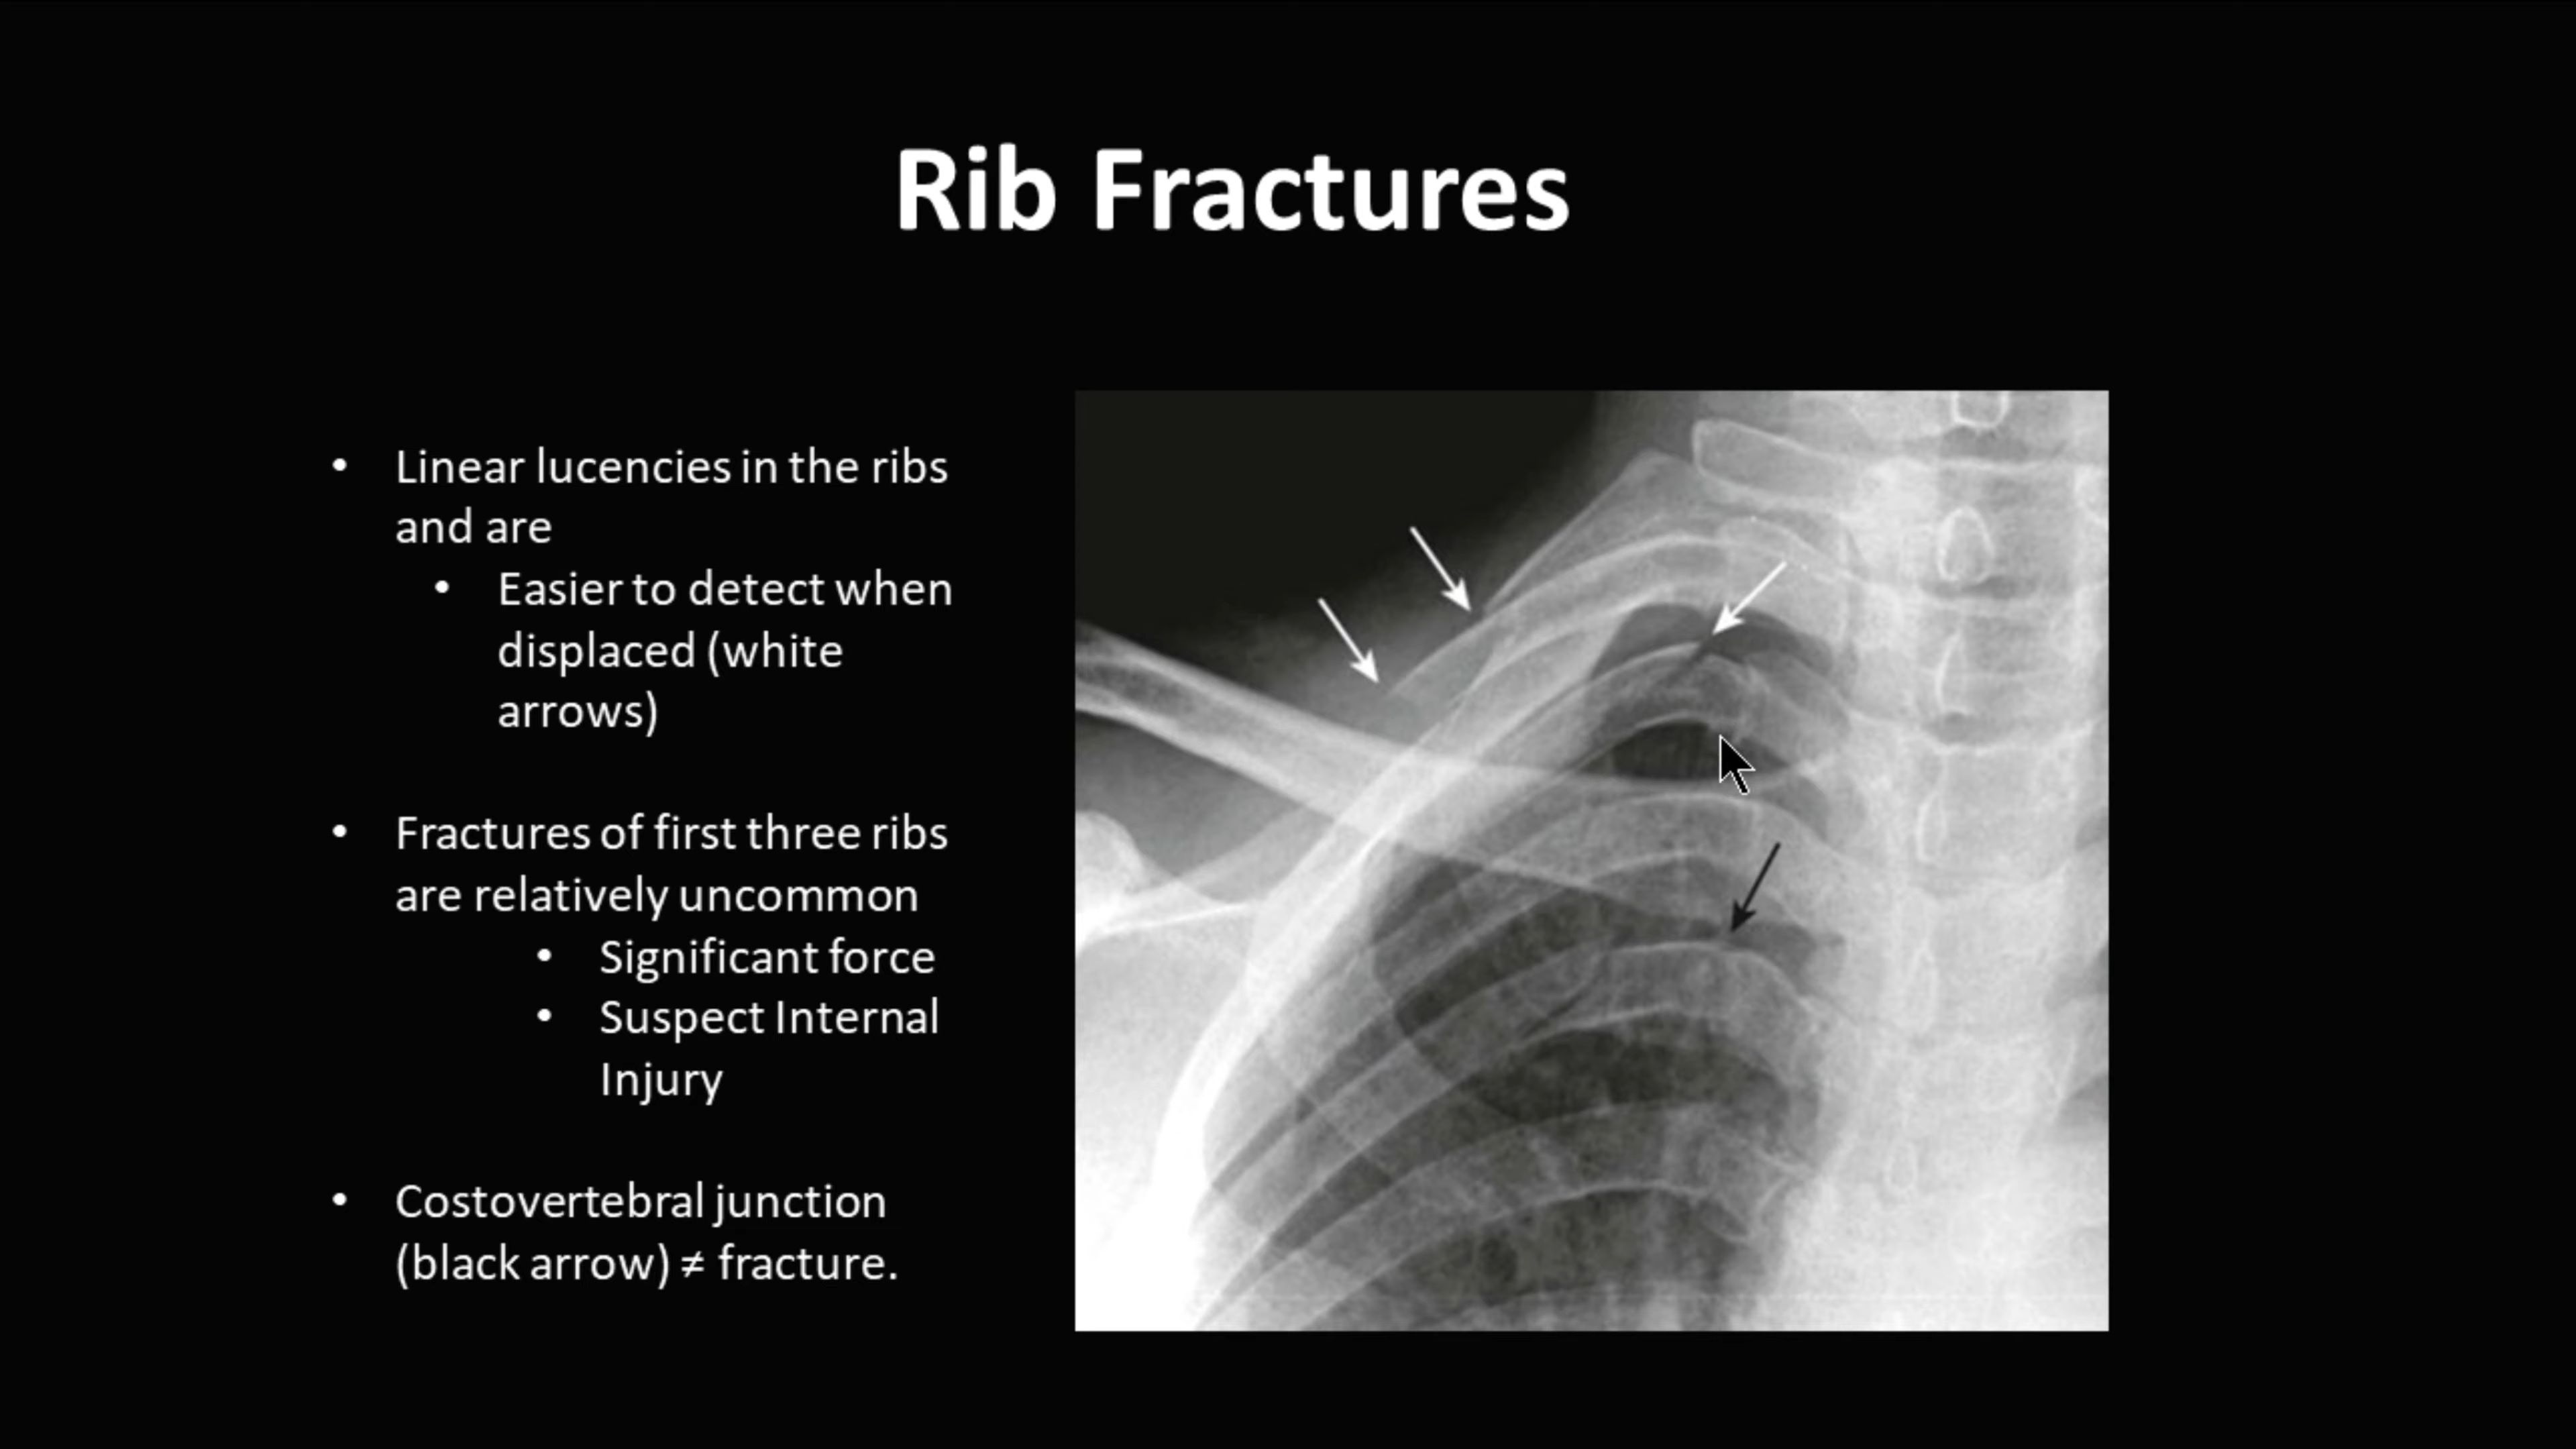 Rib Fractures
• Linear lucencies in the ribs
and are
• Easier to detect when
displaced (white
arrows)
• Fractures of first three ribs
are relatively uncommon
• Significant force
• Suspect Internal
Injury
• Costovertebral junction
(black arrow) ≠ fracture.